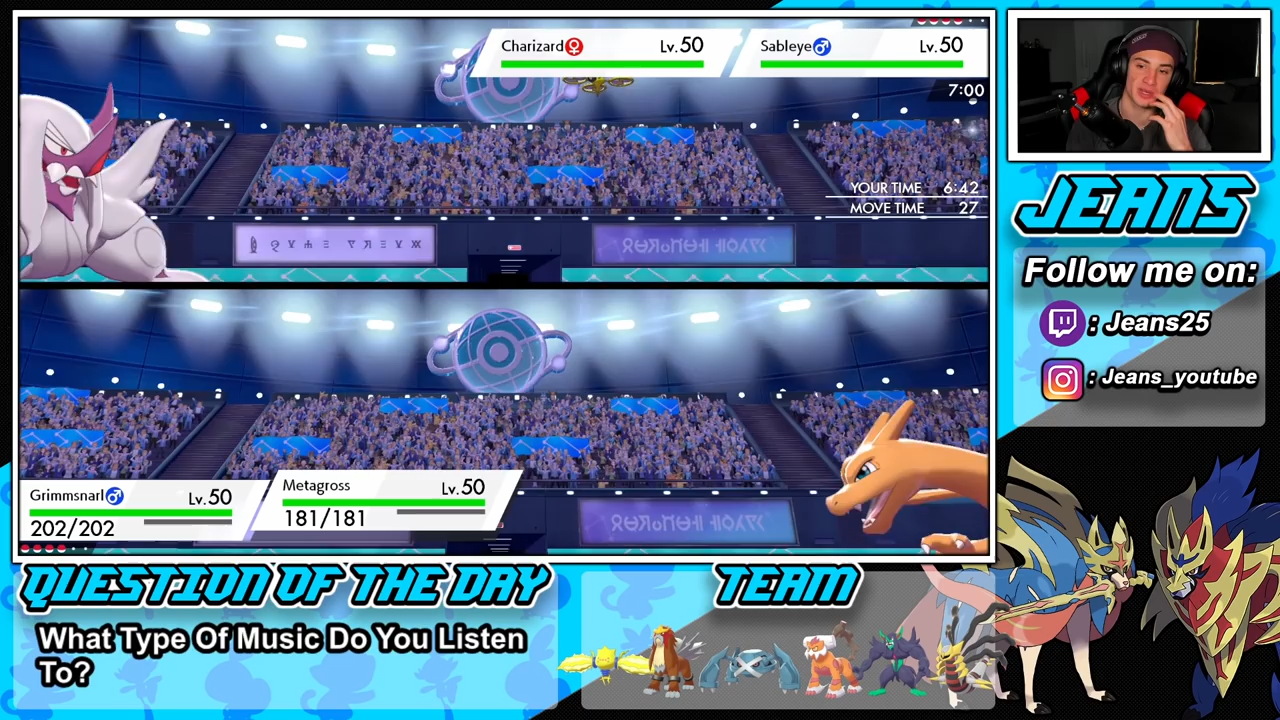 Charizard Lv.50
Sableye Lv.50
7:00
YOUR TIME 6:42
MOVE TIME 27
Grimmsnarl Lv.50
202/202
Metagross Lv.50
181/181
JEANS
Follow me on:
: Jeans25
: Jeans_youtube
QUESTION OF THE DAY
What Type Of Music Do You Listen
To?
TEAM